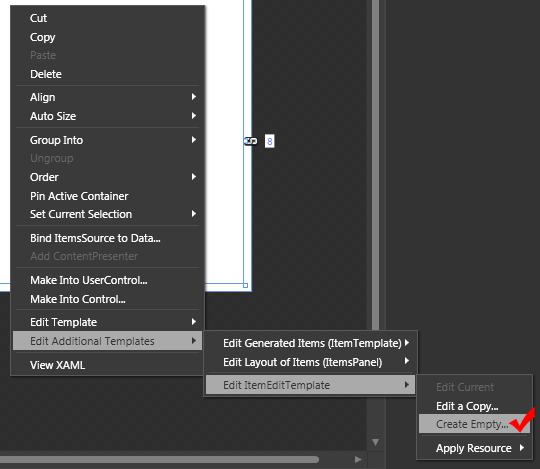 Cut
Copy
Paste
Delete
Align
Auto Size
Group Into
Ungroup
Order
Pin Active Container
Set Current Selection
Bind ItemsSource to Data...
Add ContentPresenter
Make Into UserControl...
Make Into Control...
Edit Template
Edit Additional Templates
View XAML
8
Edit Generated Items (ItemTemplate)
Edit Layout of Items (ItemsPanel)
Edit ItemEditTemplate
Edit Current
Edit a Copy...
Create Empty...
Apply Resource